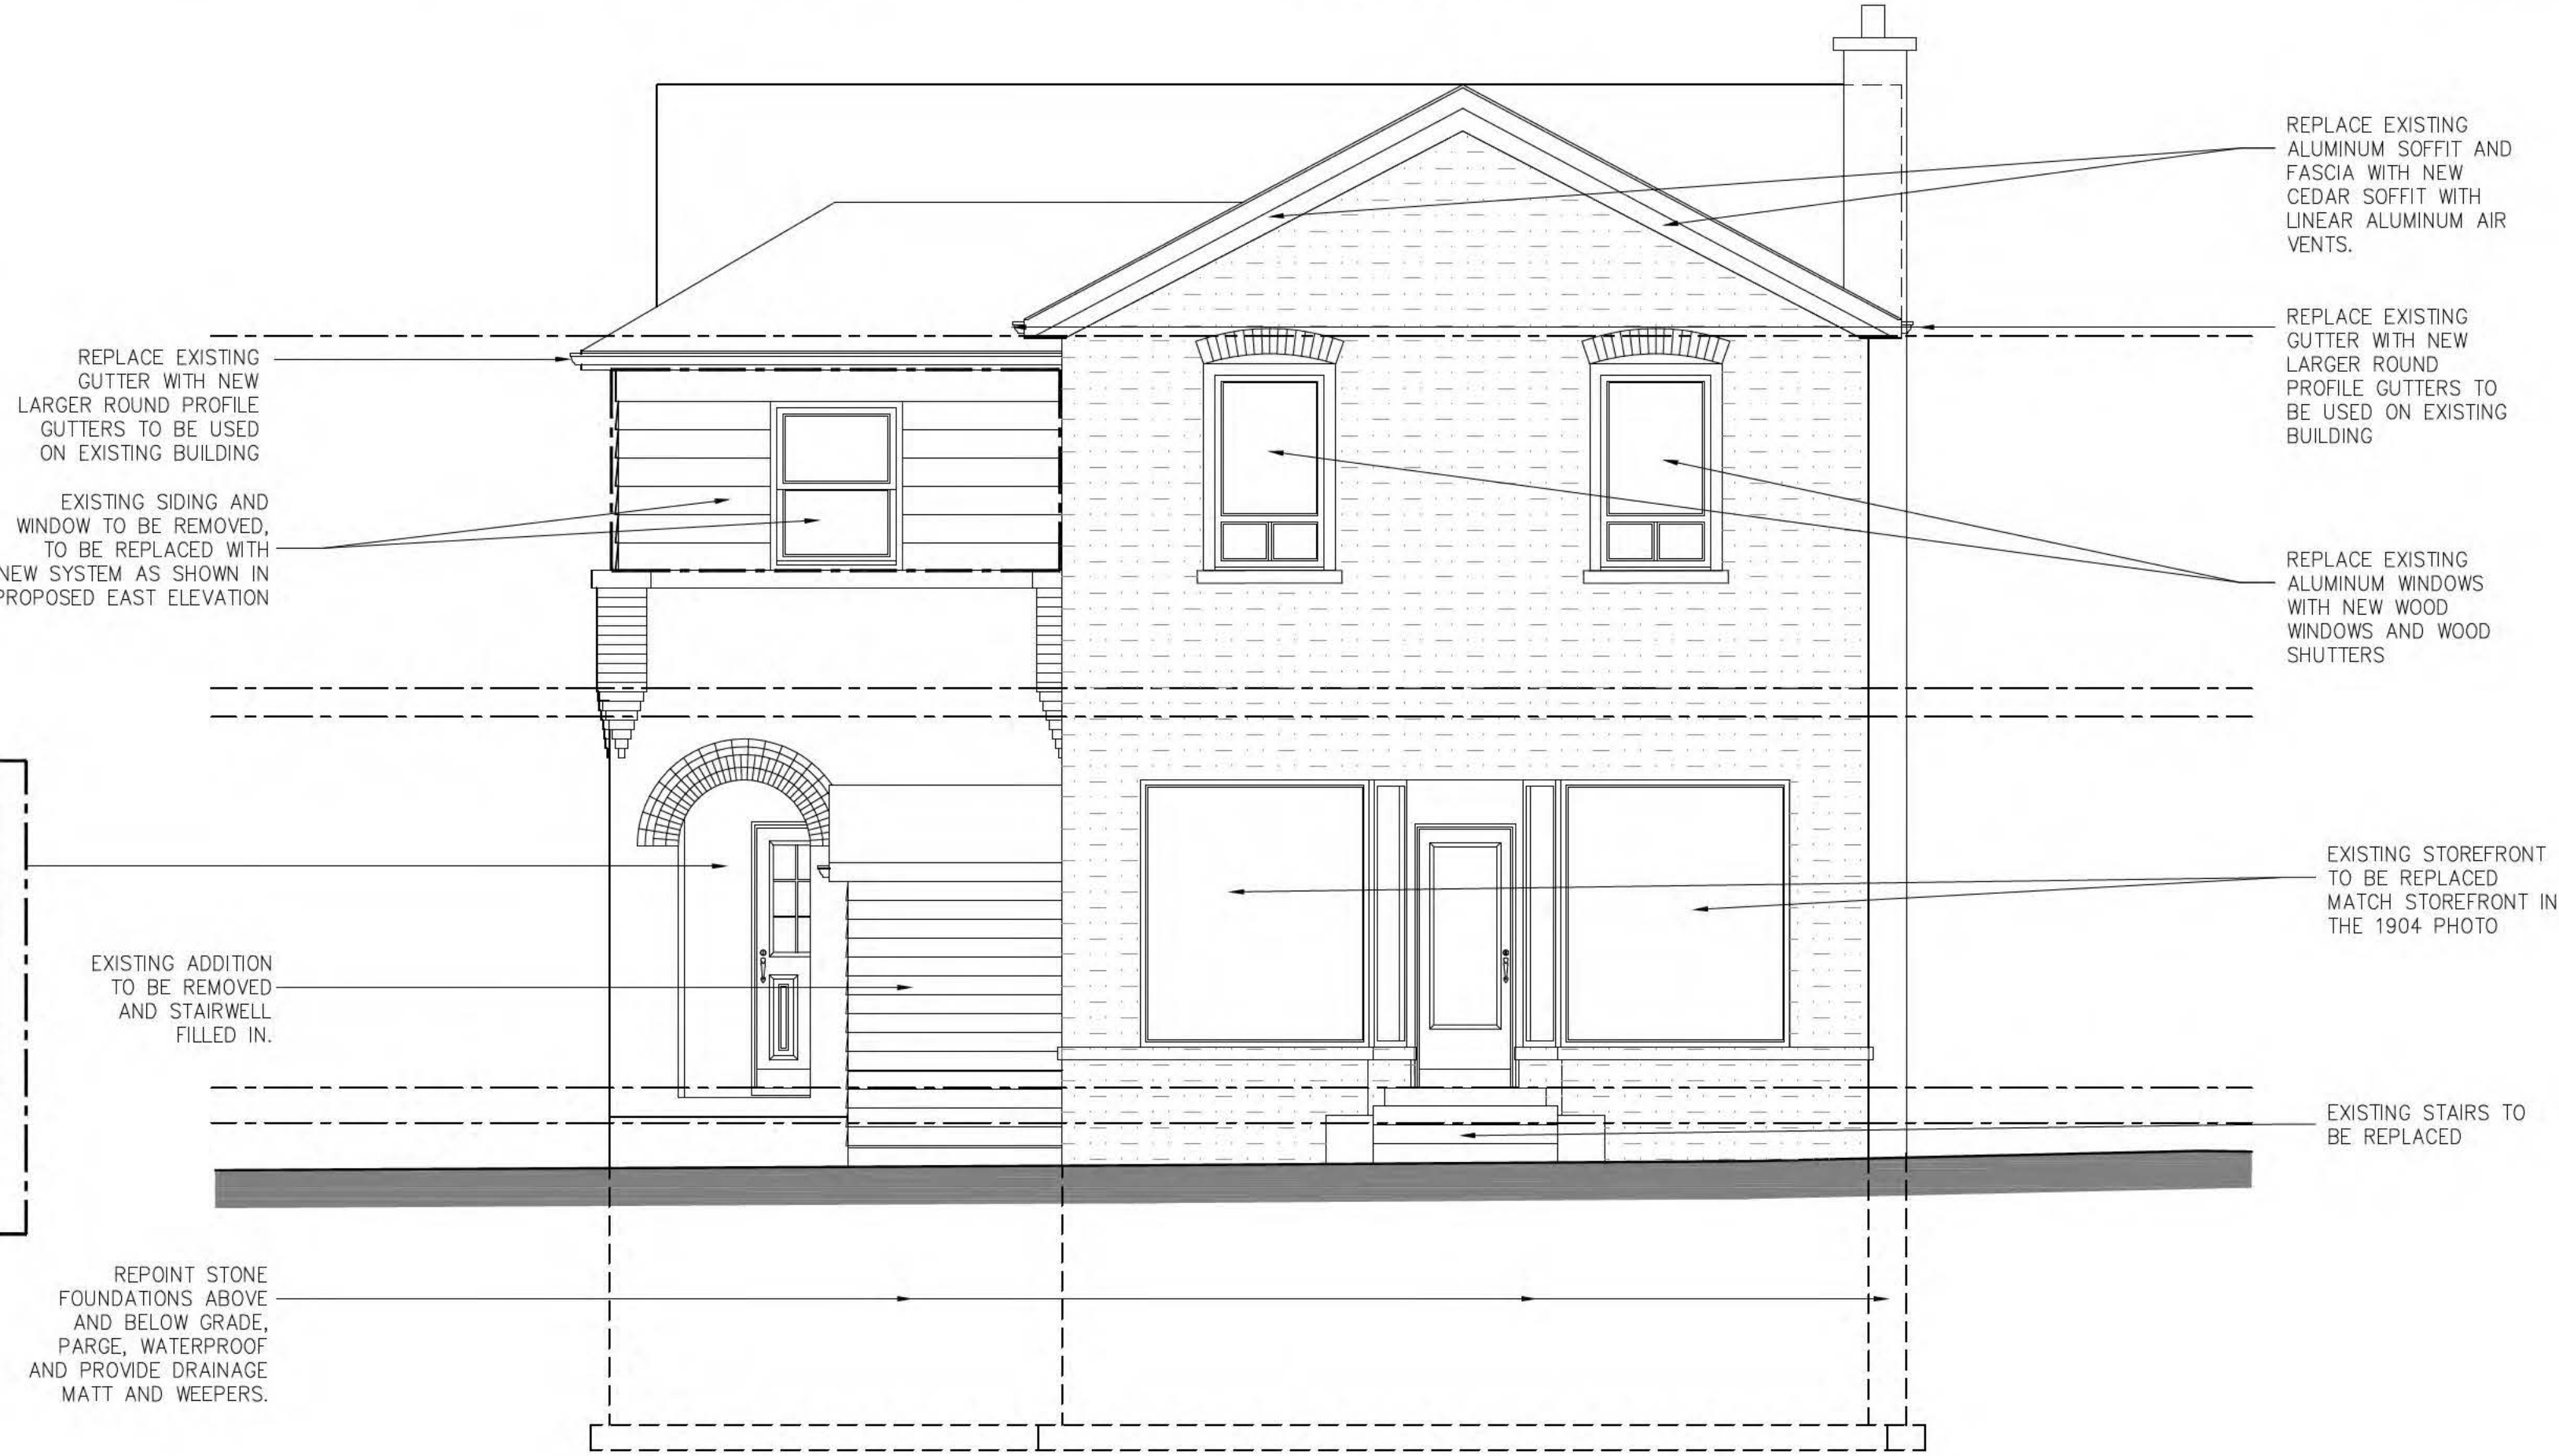 REPLACE EXISTING
GUTTER WITH NEW
LARGER ROUND PROFILE
GUTTERS TO BE USED
ON EXISTING BUILDING
EXISTING SIDING AND
WINDOW TO BE REMOVED,
TO BE REPLACED WITH
NEW SYSTEM AS SHOWN IN
PROPOSED EAST ELEVATION
EXISTING ADDITION
TO BE REMOVED
AND STAIRWELL
FILLED IN.
REPOINT STONE
FOUNDATIONS ABOVE
AND BELOW GRADE,
PARGE, WATERPROOF
AND PROVIDE DRAINAGE
MATT AND WEEPERS.
REPLACE EXISTING
ALUMINUM SOFFIT AND
FASCIA WITH NEW
CEDAR SOFFIT WITH
LINEAR ALUMINUM AIR
VENTS.
REPLACE EXISTING
GUTTER WITH NEW
LARGER ROUND
PROFILE GUTTERS TO
BE USED ON EXISTING
BUILDING
REPLACE EXISTING
ALUMINUM WINDOWS
WITH NEW WOOD
WINDOWS AND WOOD
SHUTTERS
EXISTING STOREFRONT
TO BE REPLACED
MATCH STOREFRONT IN
THE 1904 PHOTO
EXISTING STAIRS TO
BE REPLACED